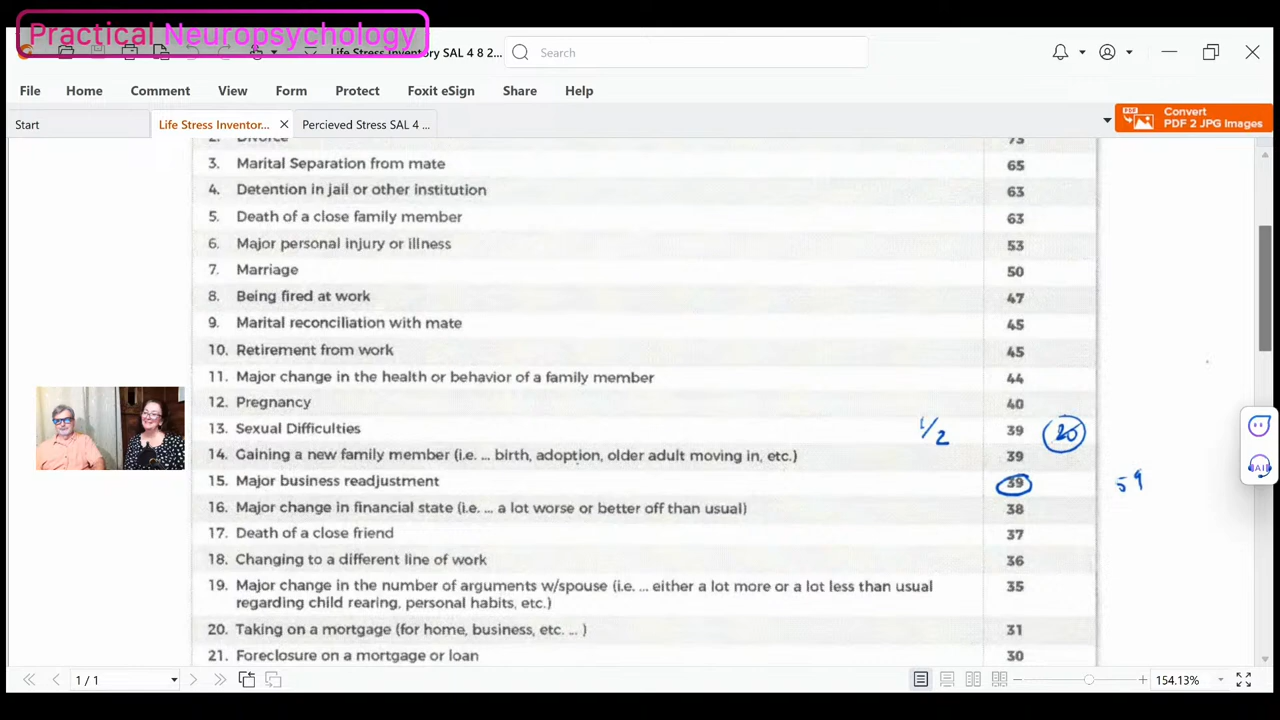 Practical Neuropsychology
Life Stress Inventory SAL 4 8 2...
Search
File Home Comment View Form Protect Foxit eSign Share Help
Start
Life Stress Inventor...
Percieved Stress SAL 4 ...
Convert
PDF 2 JPG Images
2. Divorce 73
3. Marital Separation from mate 65
4. Detention in jail or other institution 63
5. Death of a close family member 63
6. Major personal injury or illness 53
7. Marriage 50
8. Being fired at work 47
9. Marital reconciliation with mate 45
10. Retirement from work 45
11. Major change in the health or behavior of a family member 44
12. Pregnancy 40
13. Sexual Difficulties 1/2 39 20
14. Gaining a new family member (i.e. ... birth, adoption, older adult moving in, etc.) 39
15. Major business readjustment 39 59
16. Major change in financial state (i.e. ... a lot worse or better off than usual) 38
17. Death of a close friend 37
18. Changing to a different line of work 36
19. Major change in the number of arguments w/spouse (i.e. ... either a lot more or a lot less than usual 35
regarding child rearing, personal habits, etc.)
20. Taking on a mortgage (for home, business, etc. ... ) 31
21. Foreclosure on a mortgage or loan 30
AI
1 / 1
154.13%